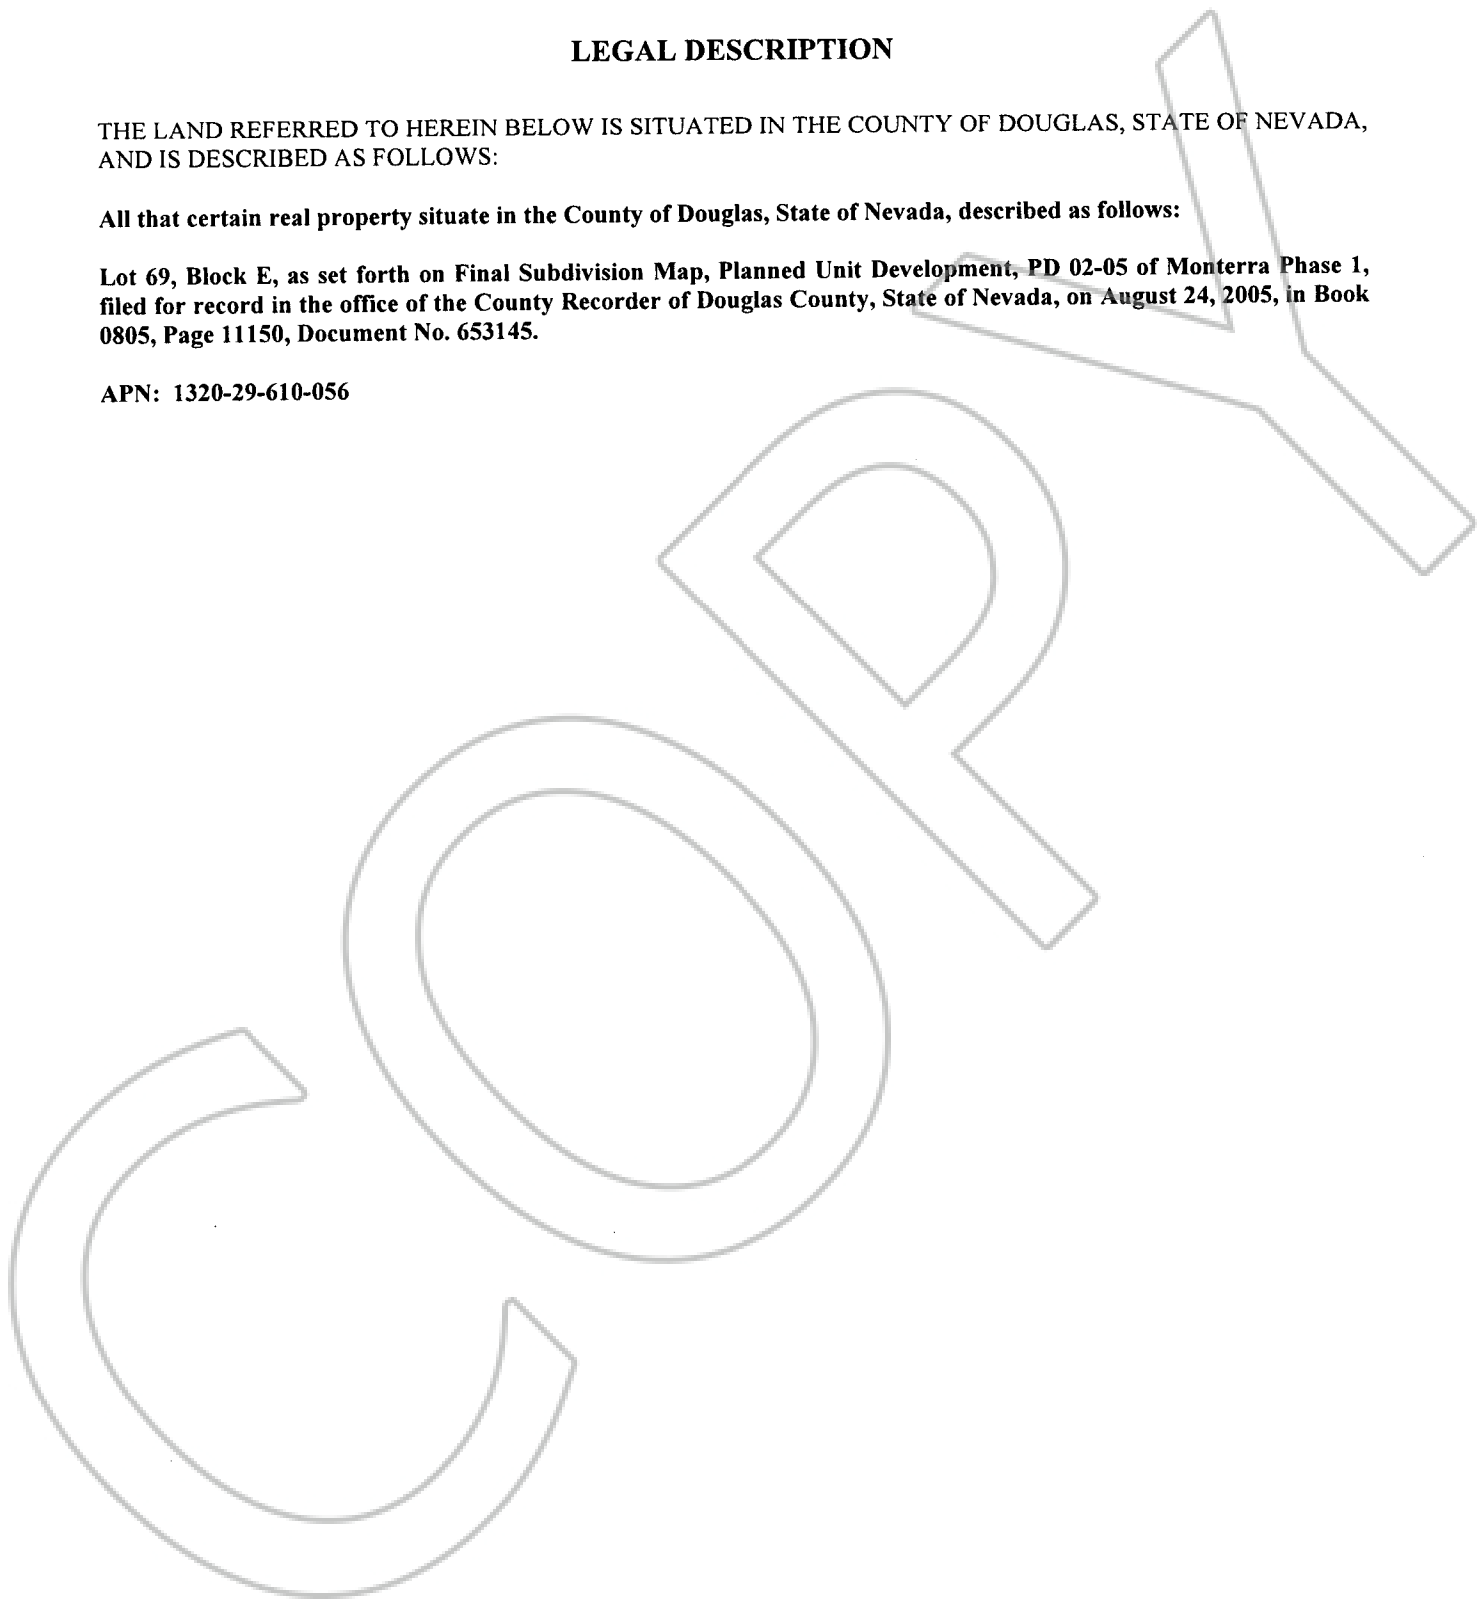 LEGAL DESCRIPTION
THE LAND REFERRED TO HEREIN BELOW IS SITUATED IN THE COUNTY OF DOUGLAS, STATE OF NEVADA,
AND IS DESCRIBED AS FOLLOWS:
All that certain real property situate in the County of Douglas, State of Nevada, described as follows:
Lot 69, Block E, as set forth on Final Subdivision Map, Planned Unit Development, PD 02-05 of Monterra Phase 1,
filed for record in the office of the County Recorder of Douglas County, State of Nevada, on August 24, 2005, in Book
0805, Page 11150, Document No. 653145.
APN: 1320-29-610-056
COPY